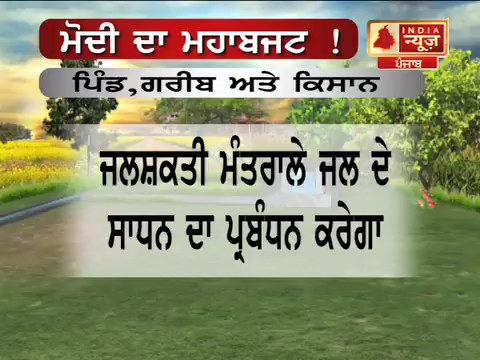 ਮੋਦੀ ਦਾ ਮਹਾਬਜਟ !
INDIA
ਨਿਊਜ਼
ਪੰਜਾਬ
ਪਿੰਡ,ਗਰੀਬ ਅਤੇ ਕਿਸਾਨ
ਜਲਸ਼ਕਤੀ ਮੰਤਰਾਲੇ ਜਲ ਦੇ
ਸਾਧਨ ਦਾ ਪ੍ਰਬੰਧਨ ਕਰੇਗਾ